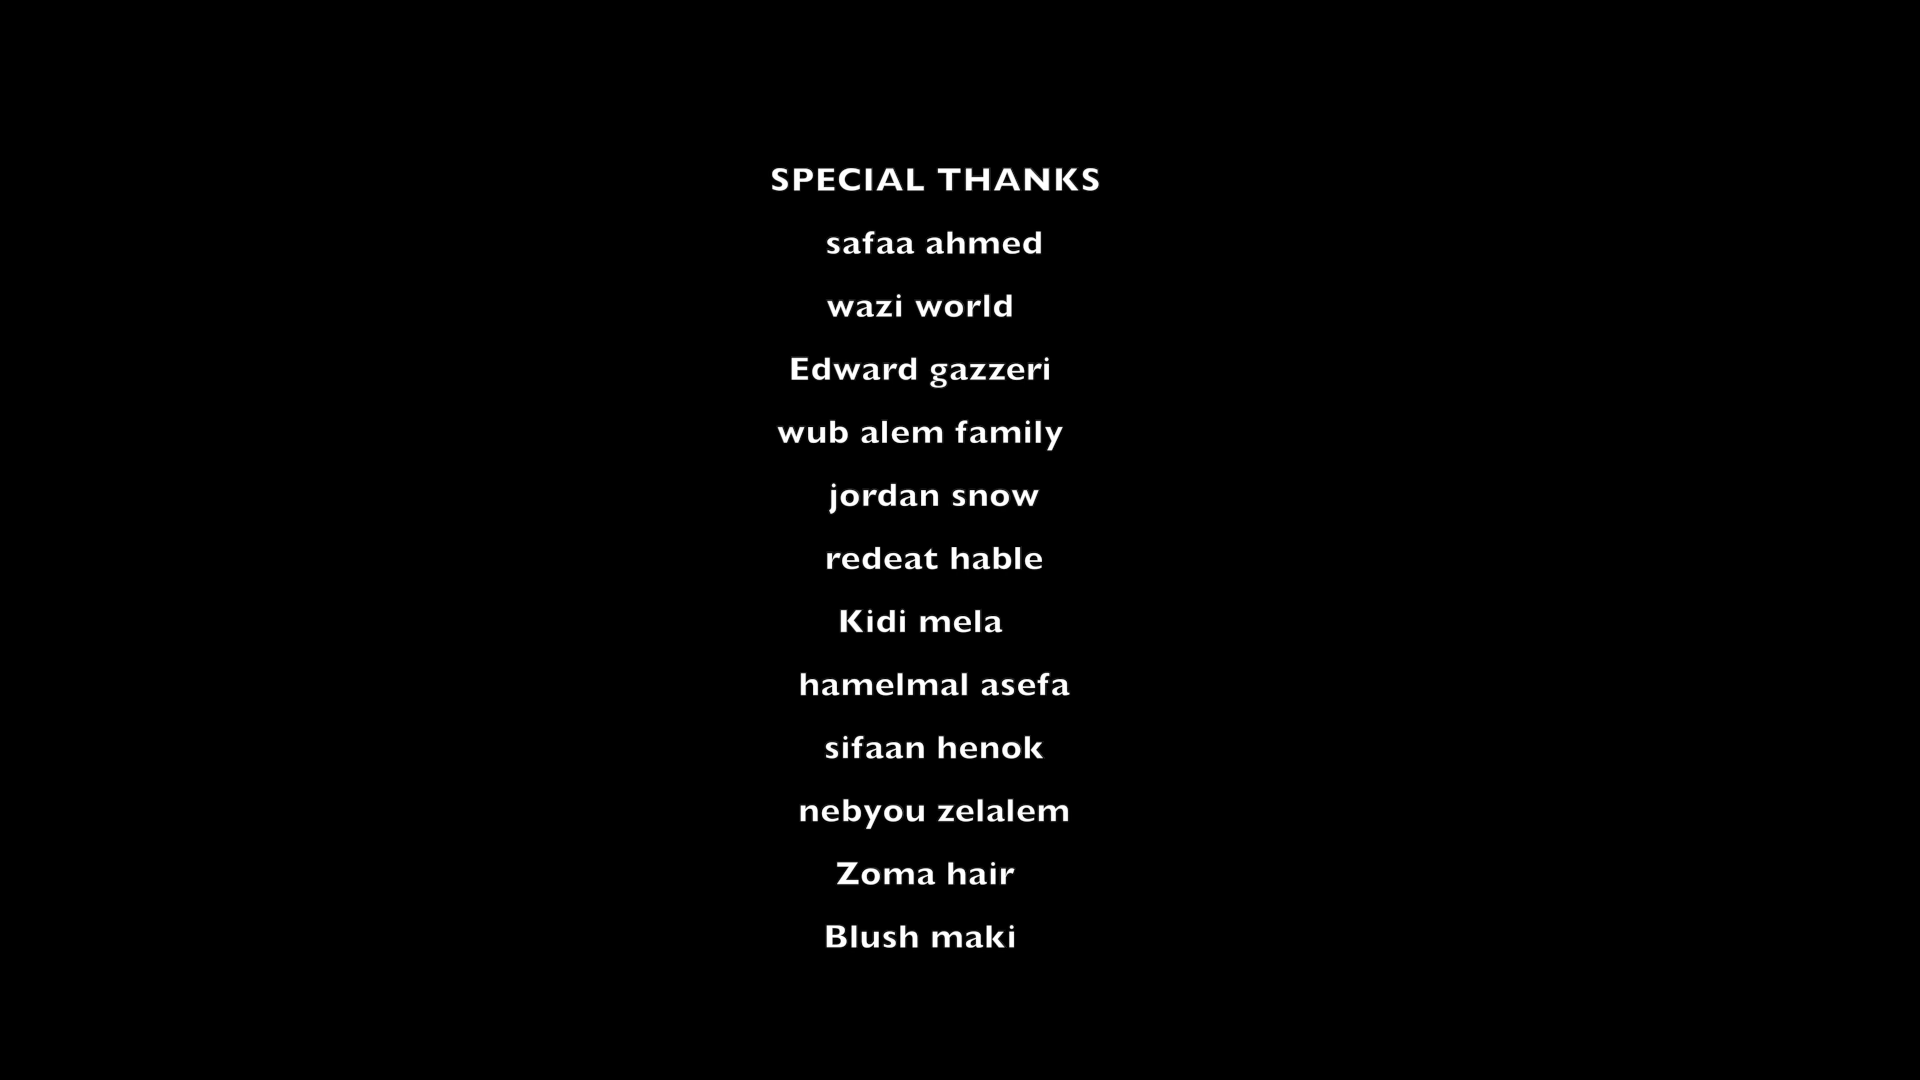 SPECIAL THANKS
safaa ahmed
wazi world
Edward gazzeri
wub alem family
jordan snow
redeat hable
Kidi mela
hamelmal asefa
sifaan henok
nebyou zelalem
Zoma hair
Blush maki